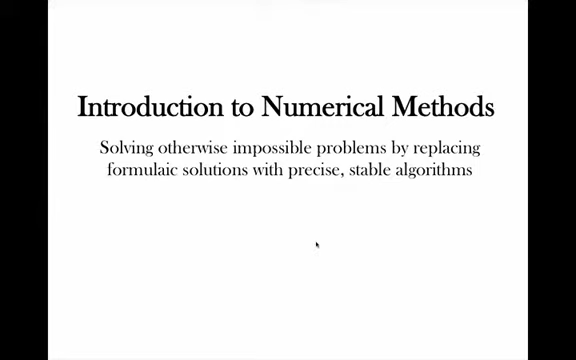 Introduction to Numerical Methods
Solving otherwise impossible problems by replacing
formulaic solutions with precise, stable algorithms